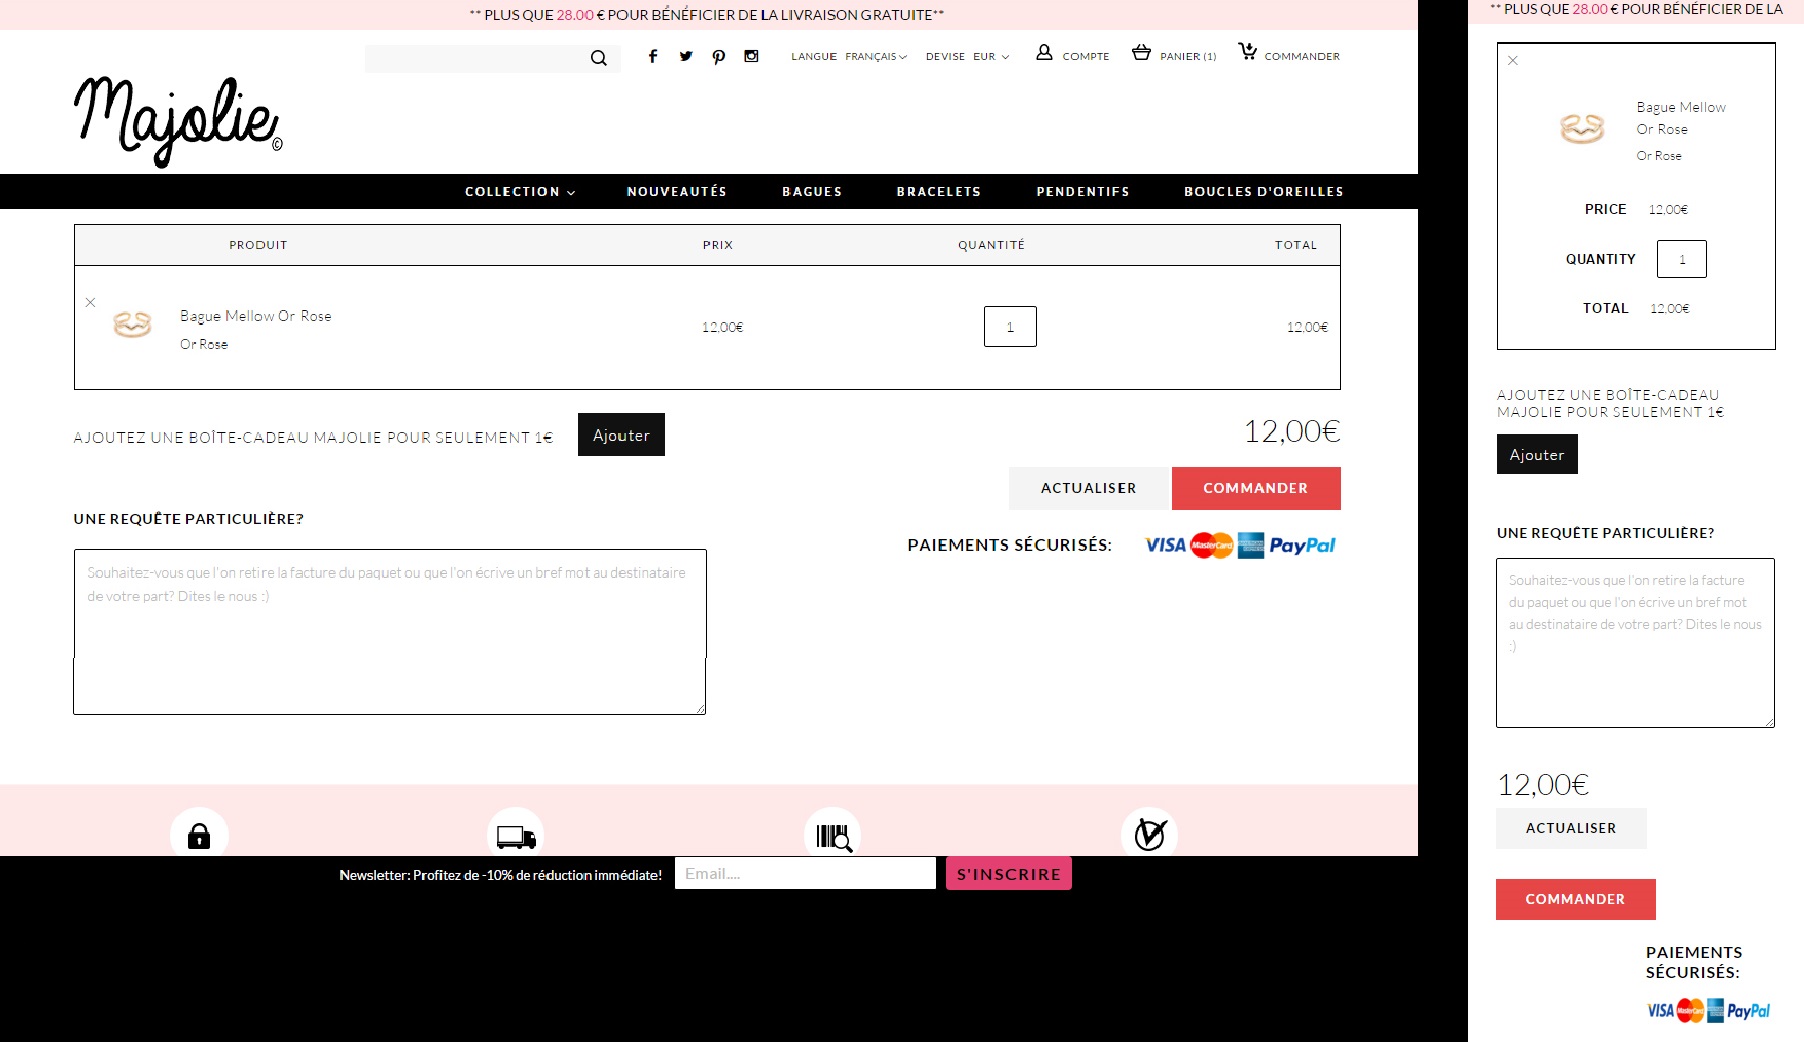 ** PLUS QUE 28.00 € POUR BÉNÉFICIER DE LA LIVRAISON GRATUITE**
LANGUE FRANÇAIS DEVISE EUR COMPTE PANIER (1) COMMANDER
Majolie©
COLLECTION NOUVEAUTÉS BAGUES BRACELETS PENDENTIFS BOUCLES D'OREILLES
PRODUIT PRIX QUANTITÉ TOTAL
Bague Mellow Or Rose
Or Rose
12,00€ 1 12,00€
AJOUTEZ UNE BOÎTE-CADEAU MAJOLIE POUR SEULEMENT 1€ Ajouter
12,00€
ACTUALISER COMMANDER
UNE REQUÊTE PARTICULIÈRE?
PAIEMENTS SÉCURISÉS: VISA MasterCard AMERICAN EXPRESS PayPal
Souhaitez-vous que l'on retire la facture du paquet ou que l'on écrive un bref mot au destinataire
de votre part? Dites le nous :)
Newsletter: Profitez de -10% de réduction immédiate! Email.... S'INSCRIRE
** PLUS QUE 28.00 € POUR BÉNÉFICIER DE LA
Bague Mellow
Or Rose
Or Rose
PRICE 12,00€
QUANTITY 1
TOTAL 12,00€
AJOUTEZ UNE BOÎTE-CADEAU
MAJOLIE POUR SEULEMENT 1€
Ajouter
UNE REQUÊTE PARTICULIÈRE?
Souhaitez-vous que l'on retire la facture
du paquet ou que l'on écrive un bref mot
au destinataire de votre part? Dites le nous
:)
12,00€
ACTUALISER
COMMANDER
PAIEMENTS
SÉCURISÉS:
VISA MasterCard PayPal